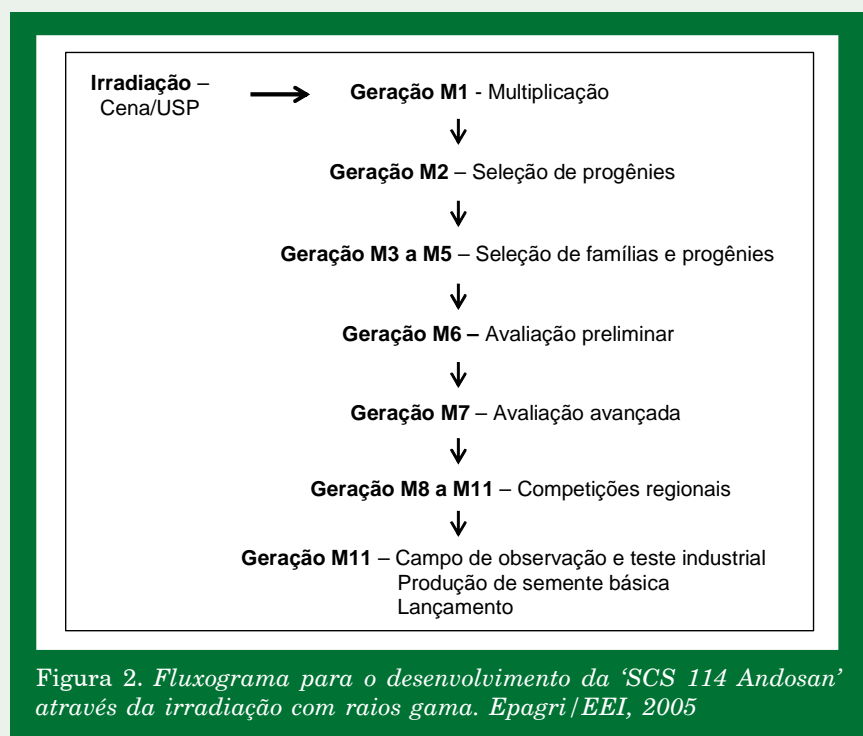 Irradiação –
Cena/USP
Geração M1 - Multiplicação
Geração M2 – Seleção de progênies
Geração M3 a M5 – Seleção de famílias e progênies
Geração M6 – Avaliação preliminar
Geração M7 – Avaliação avançada
Geração M8 a M11 – Competições regionais
Geração M11 – Campo de observação e teste industrial
Produção de semente básica
Lançamento
Figura 2. Fluxograma para o desenvolvimento da ‘SCS 114 Andosan’
através da irradiação com raios gama. Epagri/EEI, 2005